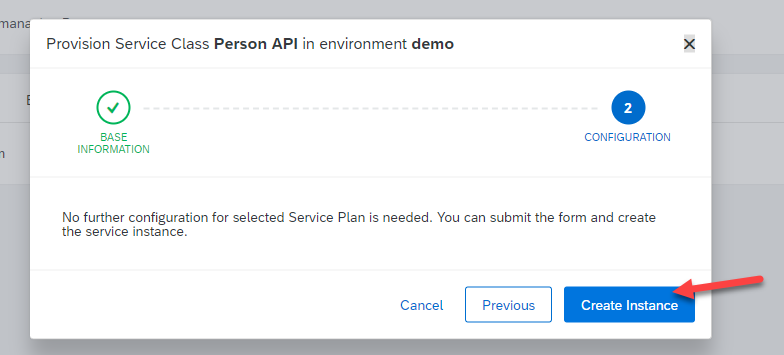 Provision Service Class Person API in environment demo
2
BASE
INFORMATION
CONFIGURATION
No further configuration for selected Service Plan is needed. You can submit the form and create
the service instance.
Cancel
Previous
Create Instance